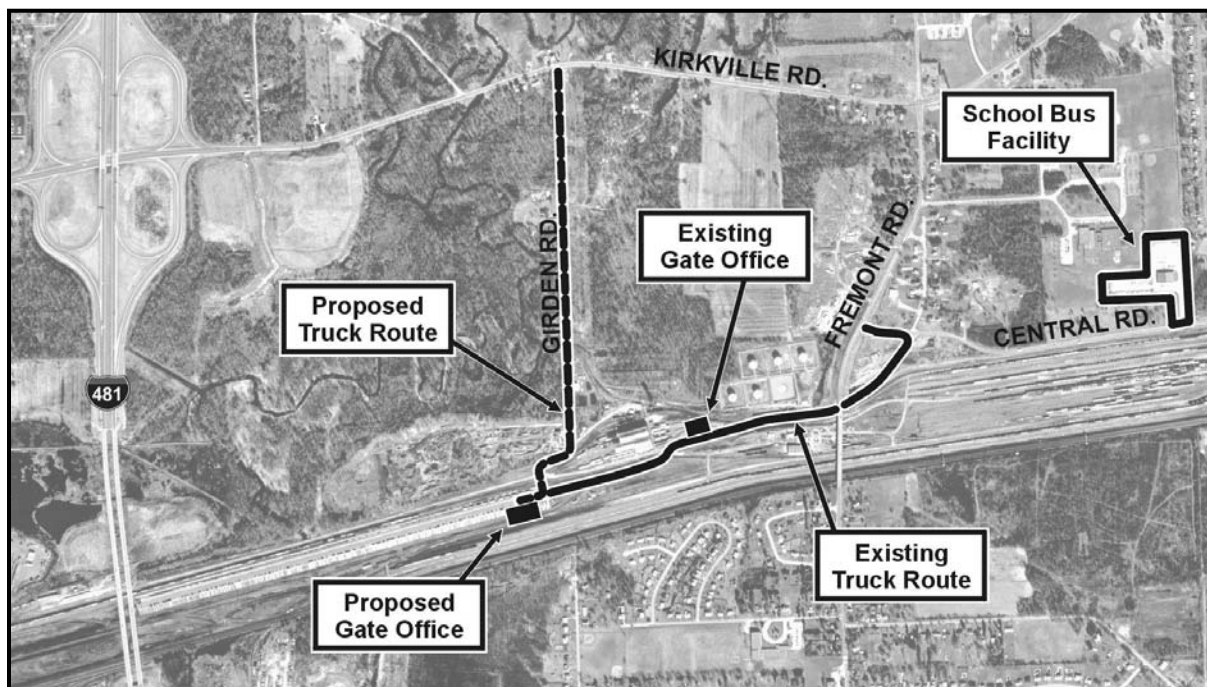 KIRKVILLE RD.
School Bus
Facility
GIRDEN RD.
Existing
Gate Office
FREMONT RD.
Proposed
Truck Route
CENTRAL RD.
481
Existing
Truck Route
Proposed
Gate Office